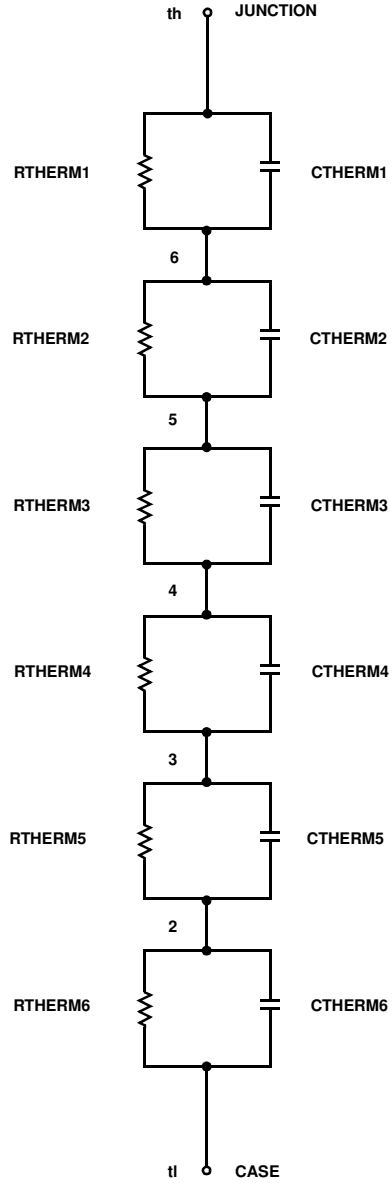 th JUNCTION
RTHERM1 CTHERM1
6
RTHERM2 CTHERM2
5
RTHERM3 CTHERM3
4
RTHERM4 CTHERM4
3
RTHERM5 CTHERM5
2
RTHERM6 CTHERM6
tl CASE